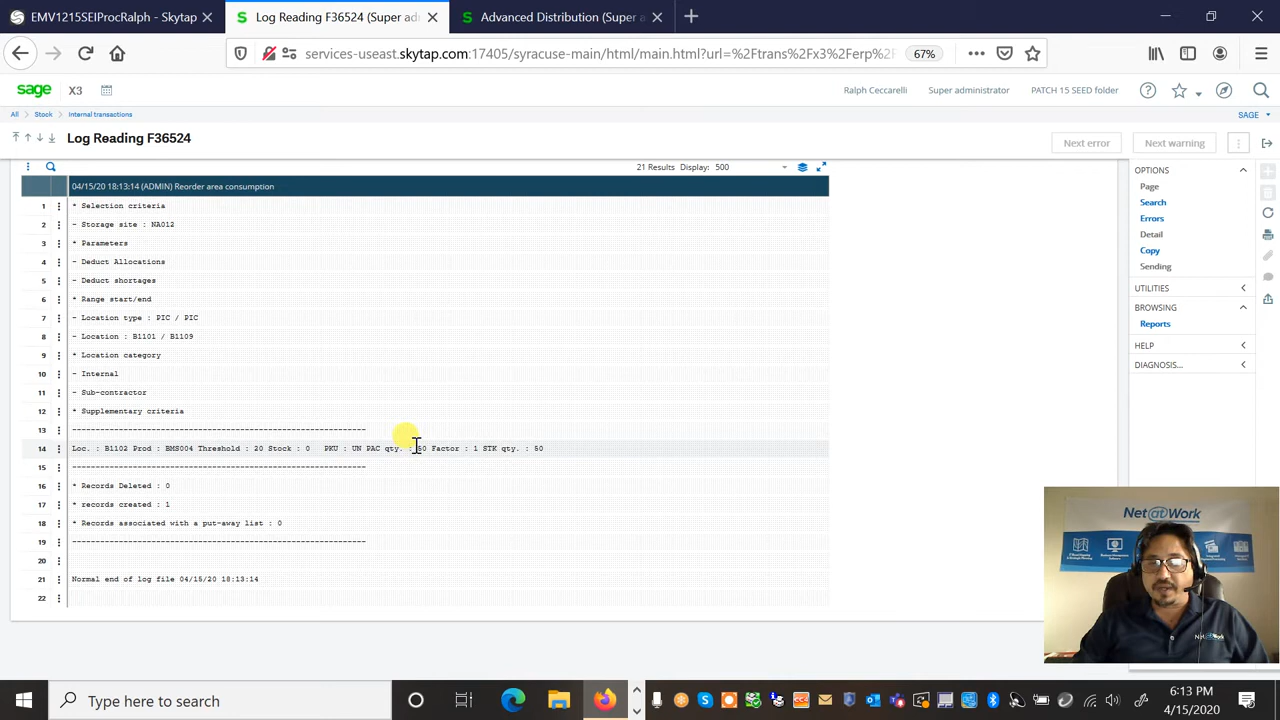 EMV1215SEIProcRalph - Skytap
Log Reading F36524 (Super adm
Advanced Distribution (Super a
services-useast.skytap.com:17405/syracuse-main/html/main.html?url=%2Ftrans%2Fx3%2Ferp%2F
67%
sage X3
Ralph Ceccarelli Super administrator PATCH 15 SEED folder
All Stock Internal transactions
SAGE
Log Reading F36524
Next error Next warning
21 Results Display: 500
04/15/20 18:13:14 (ADMIN) Reorder area consumption
1 * Selection criteria
2 - Storage site : NA012
3 * Parameters
4 - Deduct Allocations
5 - Deduct shortages
6 * Range start/end
7 - Location type : PIC / PIC
8 - Location : B1101 / B1109
9 * Location category
10 - Internal
11 - Sub-contractor
12 * Supplementary criteria
13 ----------------------------------------------------------------
14 Loc. : B1102 Prod : BMS004 Threshold : 20 Stock : 0 PKU : UN PAC qty. : 50 Factor : 1 STK qty. : 50
15 ----------------------------------------------------------------
16 * Records Deleted : 0
17 * records created : 1
18 * Records associated with a put-away list : 0
19 ----------------------------------------------------------------
20
21 Normal end of log file 04/15/20 18:13:14
22
OPTIONS
Page
Search
Errors
Detail
Copy
Sending
UTILITIES
BROWSING
Reports
HELP
DIAGNOSIS...
Net@Work
Net@Work
Type here to search
6:13 PM
4/15/2020